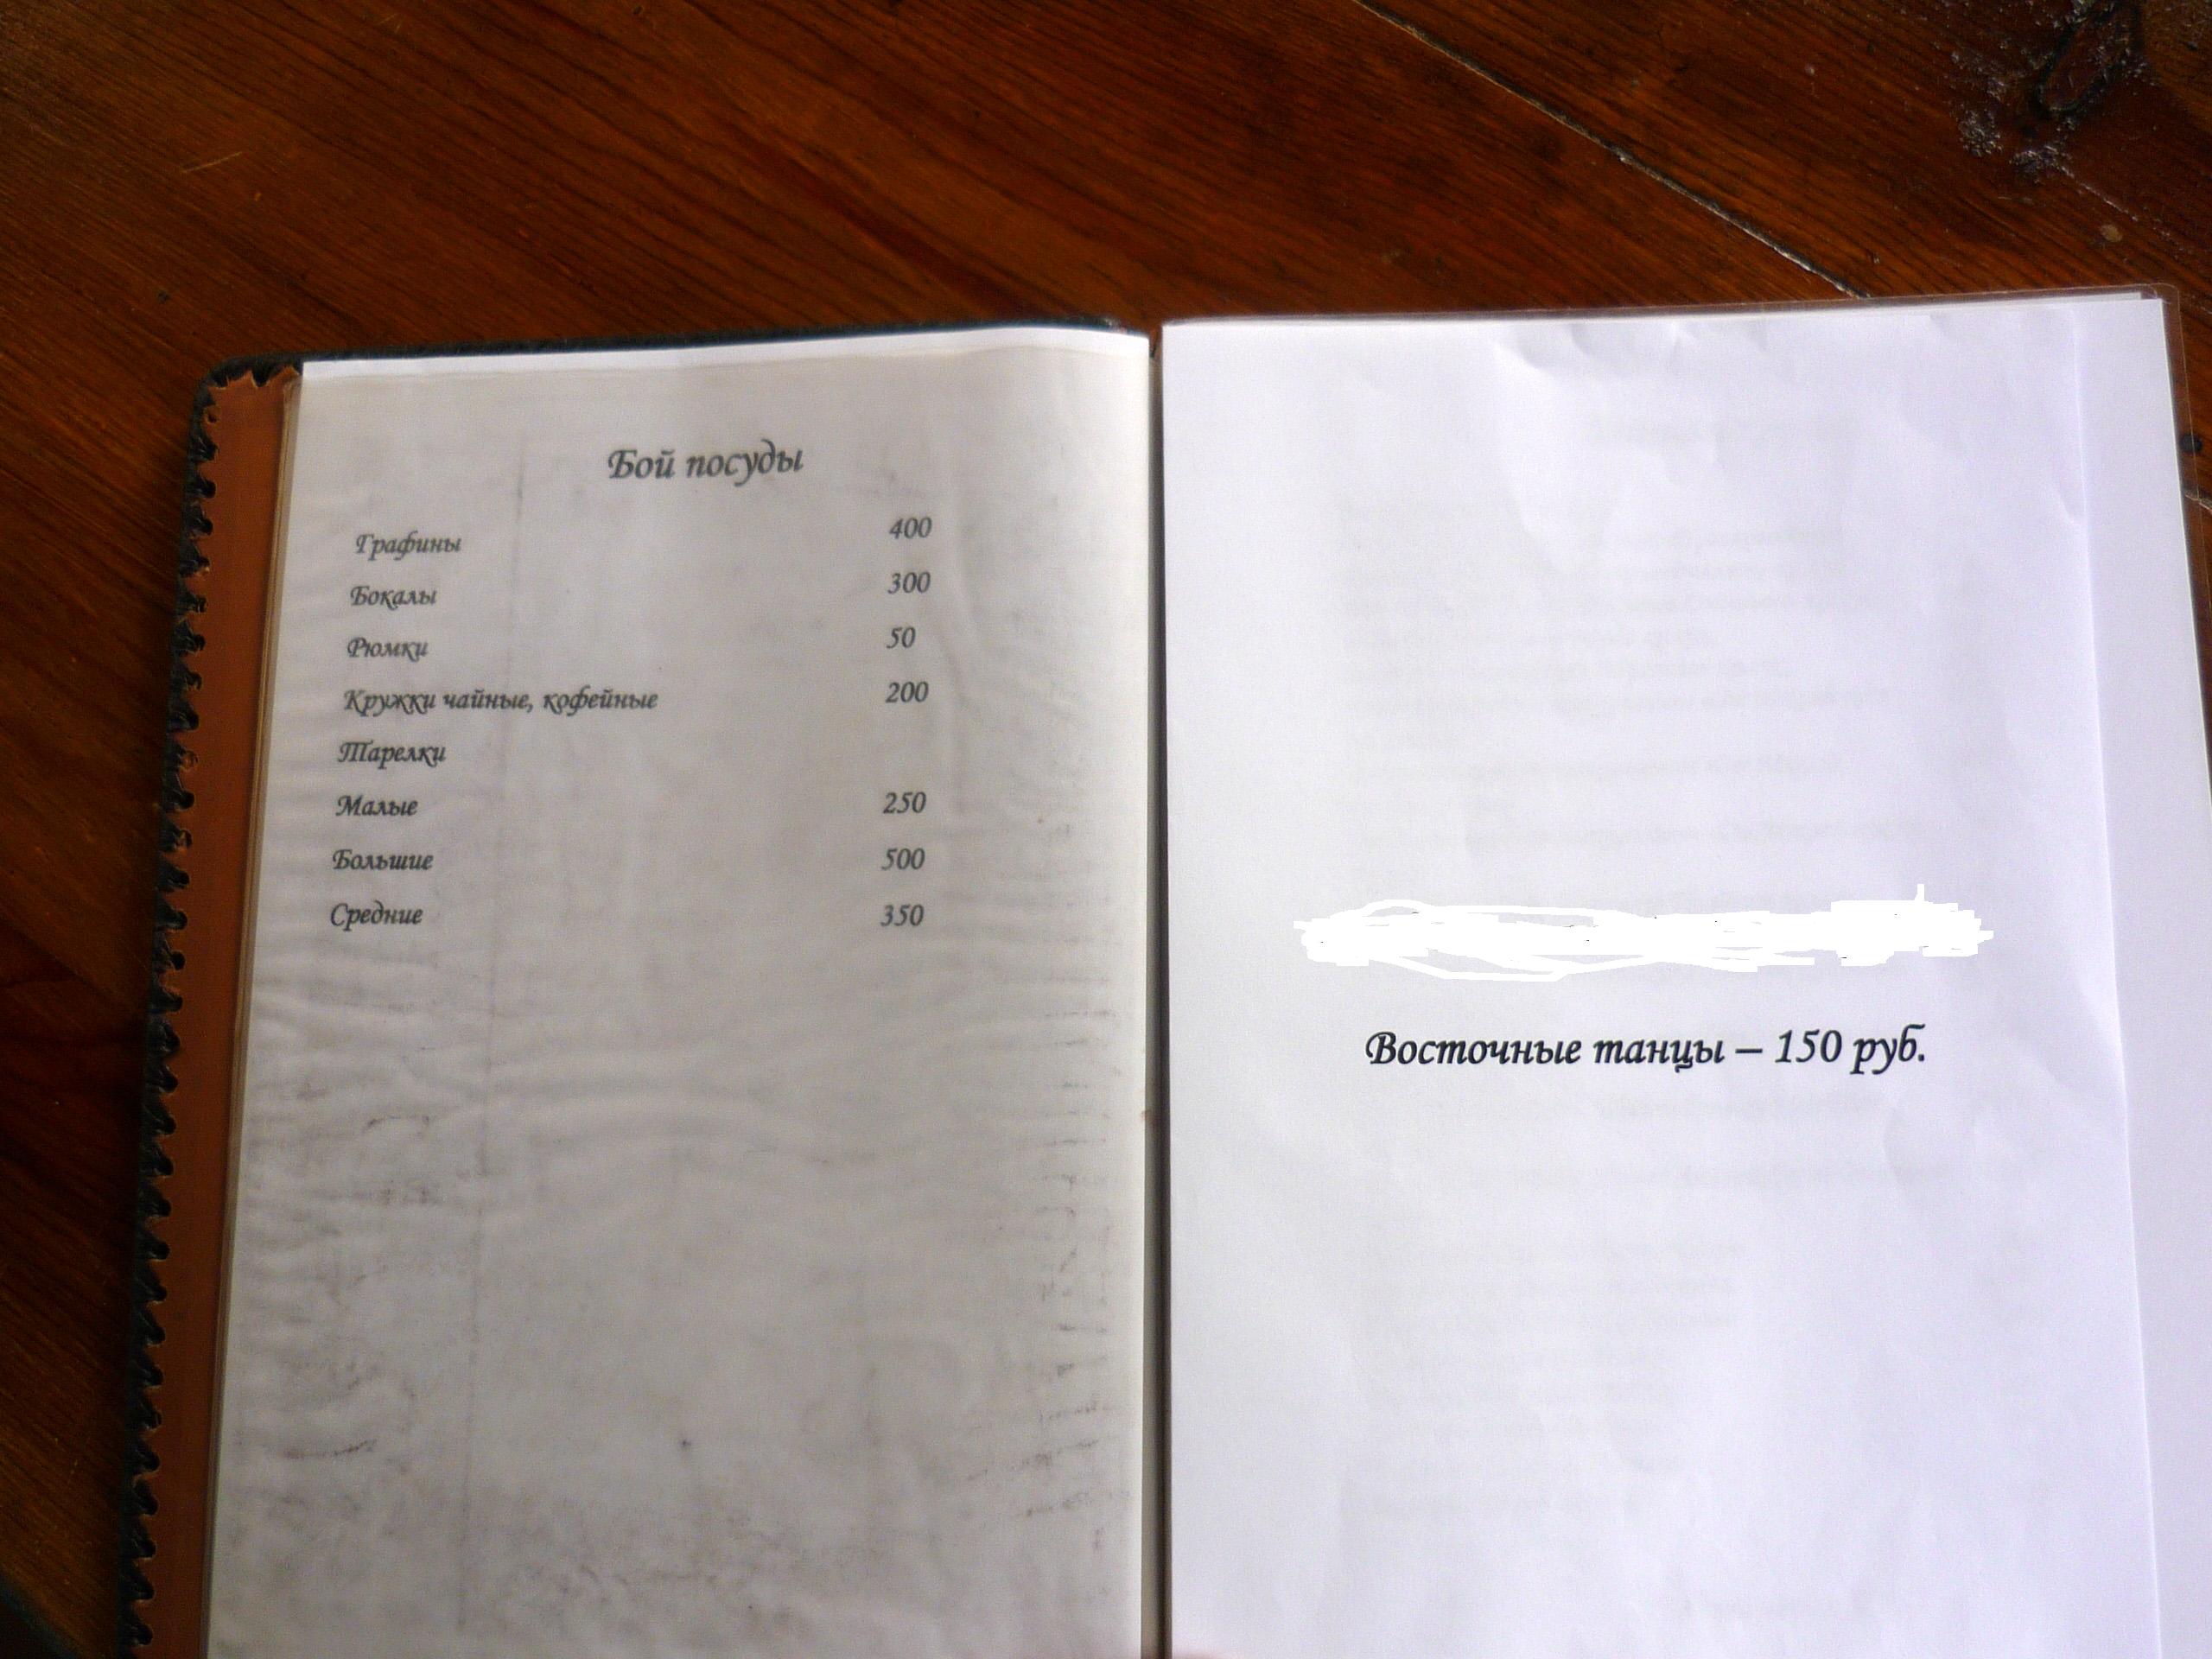 Бой посуды
Графины 400
Бокалы 300
Рюмки 50
Кружки чайные, кофейные 200
Тарелки
Малые 250
Большие 500
Средние 350
Восточные танцы – 150 руб.